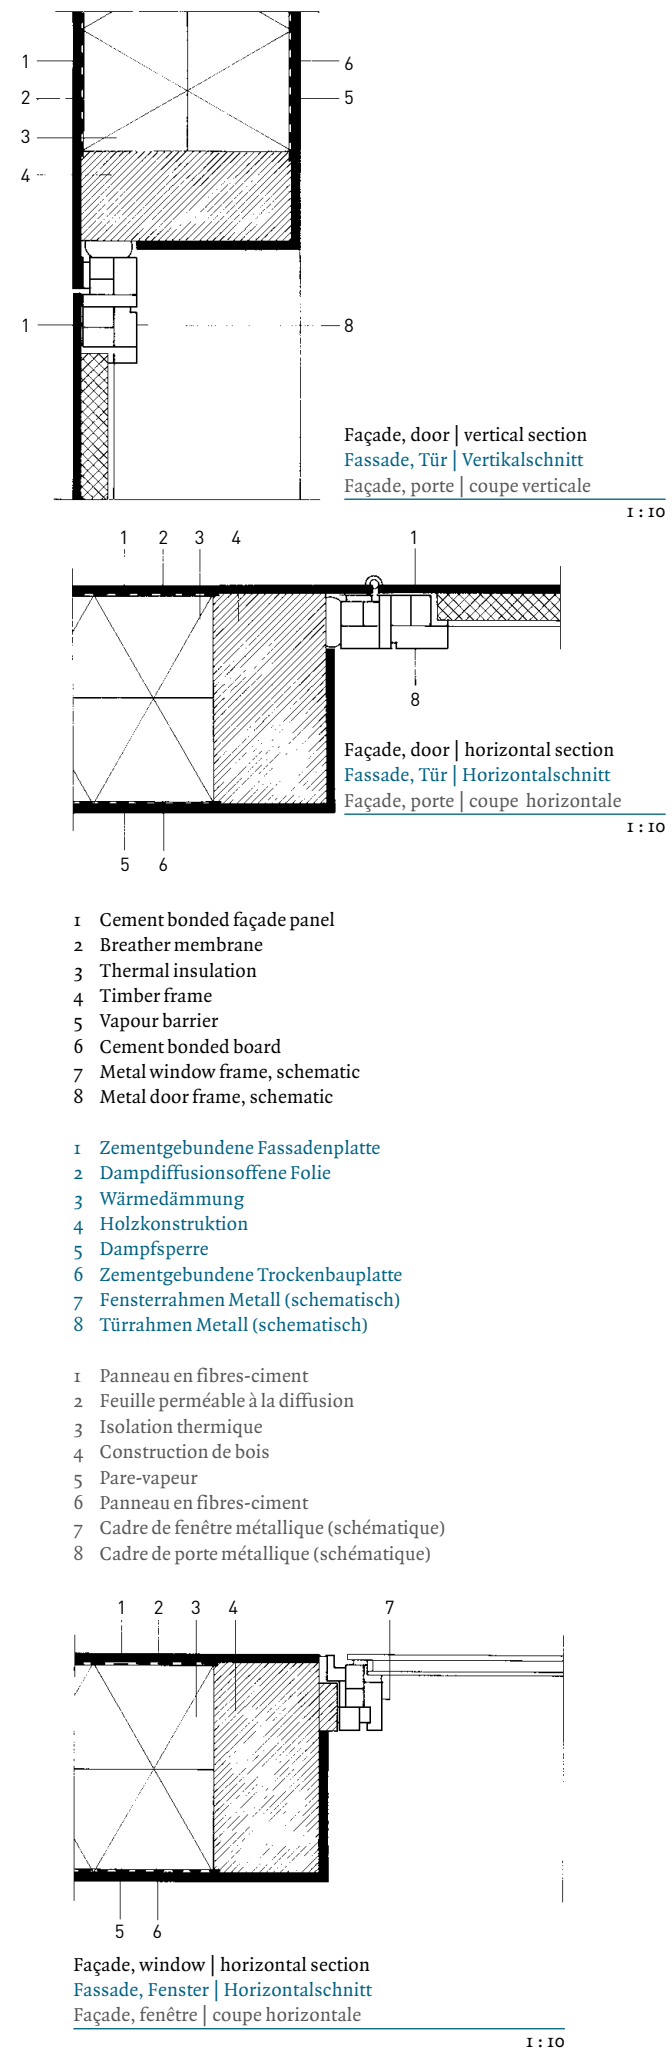 1
2
3
4
6
5
1
8
Façade, door | vertical section
Fassade, Tür | Vertikalschnitt
Façade, porte | coupe verticale
1 : 10
1 2 3 4 1
8
Façade, door | horizontal section
Fassade, Tür | Horizontalschnitt
Façade, porte | coupe horizontale
1 : 10
5 6
1 Cement bonded façade panel
2 Breather membrane
3 Thermal insulation
4 Timber frame
5 Vapour barrier
6 Cement bonded board
7 Metal window frame, schematic
8 Metal door frame, schematic
1 Zementgebundene Fassadenplatte
2 Dampdiffusionsoffene Folie
3 Wärmedämmung
4 Holzkonstruktion
5 Dampfsperre
6 Zementgebundene Trockenbauplatte
7 Fensterrahmen Metall (schematisch)
8 Türrahmen Metall (schematisch)
1 Panneau en fibres-ciment
2 Feuille perméable à la diffusion
3 Isolation thermique
4 Construction de bois
5 Pare-vapeur
6 Panneau en fibres-ciment
7 Cadre de fenêtre métallique (schématique)
8 Cadre de porte métallique (schématique)
1 2 3 4 7
5 6
Façade, window | horizontal section
Fassade, Fenster | Horizontalschnitt
Façade, fenêtre | coupe horizontale
1 : 10